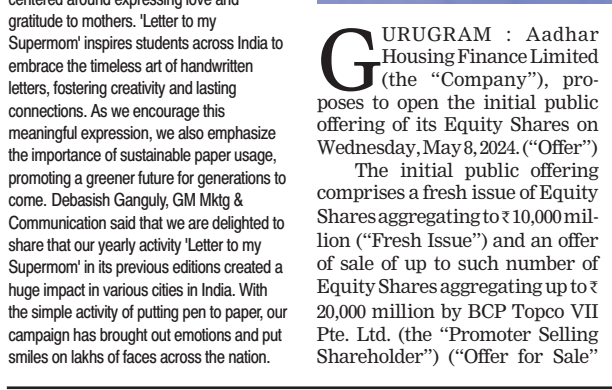 centered around expressing love and
gratitude to mothers. 'Letter to my
Supermom' inspires students across India to
embrace the timeless art of handwritten
letters, fostering creativity and lasting
connections. As we encourage this
meaningful expression, we also emphasize
the importance of sustainable paper usage,
promoting a greener future for generations to
come. Debasish Ganguly, GM Mktg &
Communication said that we are delighted to
share that our yearly activity 'Letter to my
Supermom' in its previous editions created a
huge impact in various cities in India. With
the simple activity of putting pen to paper, our
campaign has brought out emotions and put
smiles on lakhs of faces across the nation.
GURUGRAM : Aadhar
Housing Finance Limited
(the “Company”), pro-
poses to open the initial public
offering of its Equity Shares on
Wednesday, May 8, 2024. (“Offer”)
The initial public offering
comprises a fresh issue of Equity
Shares aggregating to ₹ 10,000 mil-
lion (“Fresh Issue”) and an offer
of sale of up to such number of
Equity Shares aggregating up to ₹
20,000 million by BCP Topco VII
Pte. Ltd. (the “Promoter Selling
Shareholder”) (“Offer for Sale”